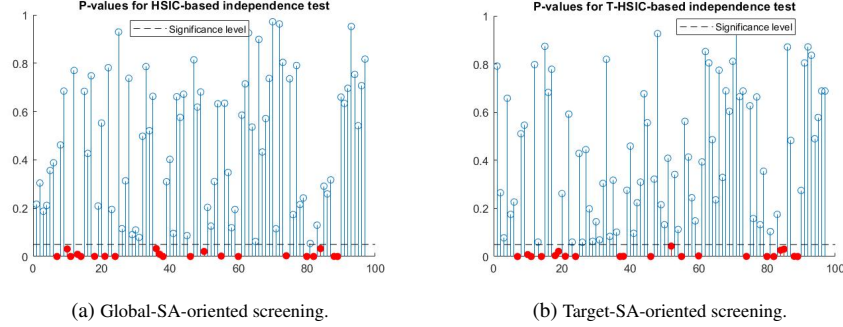 P-values for HSIC-based independence test
Significance level
1
0.8
0.6
0.4
0.2
0
0 20 40 60 80 100
(a) Global-SA-oriented screening.
P-values for T-HSIC-based independence test
Significance level
1
0.8
0.6
0.4
0.2
0
0 20 40 60 80 100
(b) Target-SA-oriented screening.